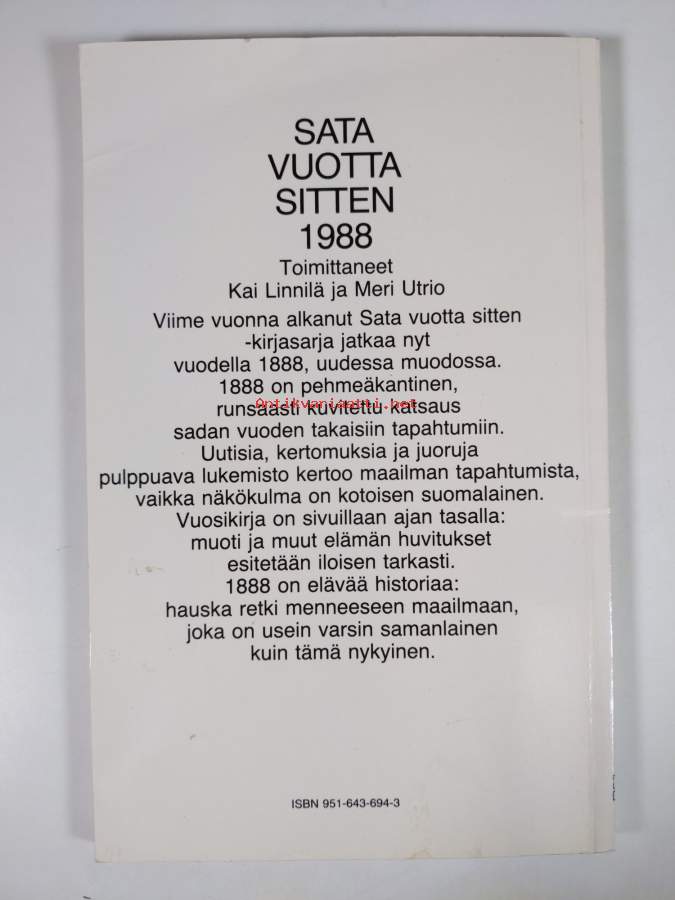 SATA
VUOTTA
SITTEN
1988
Toimittaneet
Kai Linnilä ja Meri Utrio
Viime vuonna alkanut Sata vuotta sitten
-kirjasarja jatkaa nyt
vuodella 1888, uudessa muodossa.
1888 on pehmeäkantinen,
Antikvariaatti.net
runsaasti kuvitettu katsaus
sadan vuoden takaisiin tapahtumiin.
Uutisia, kertomuksia ja juoruja
pulppuava lukemisto kertoo maailman tapahtumista,
vaikka näkökulma on kotoisen suomalainen.
Vuosikirja on sivuillaan ajan tasalla:
muoti ja muut elämän huvitukset
esitetään iloisen tarkasti.
1888 on elävää historiaa:
hauska retki menneeseen maailmaan,
joka on usein varsin samanlainen
kuin tämä nykyinen.
ISBN 951-643-694-3